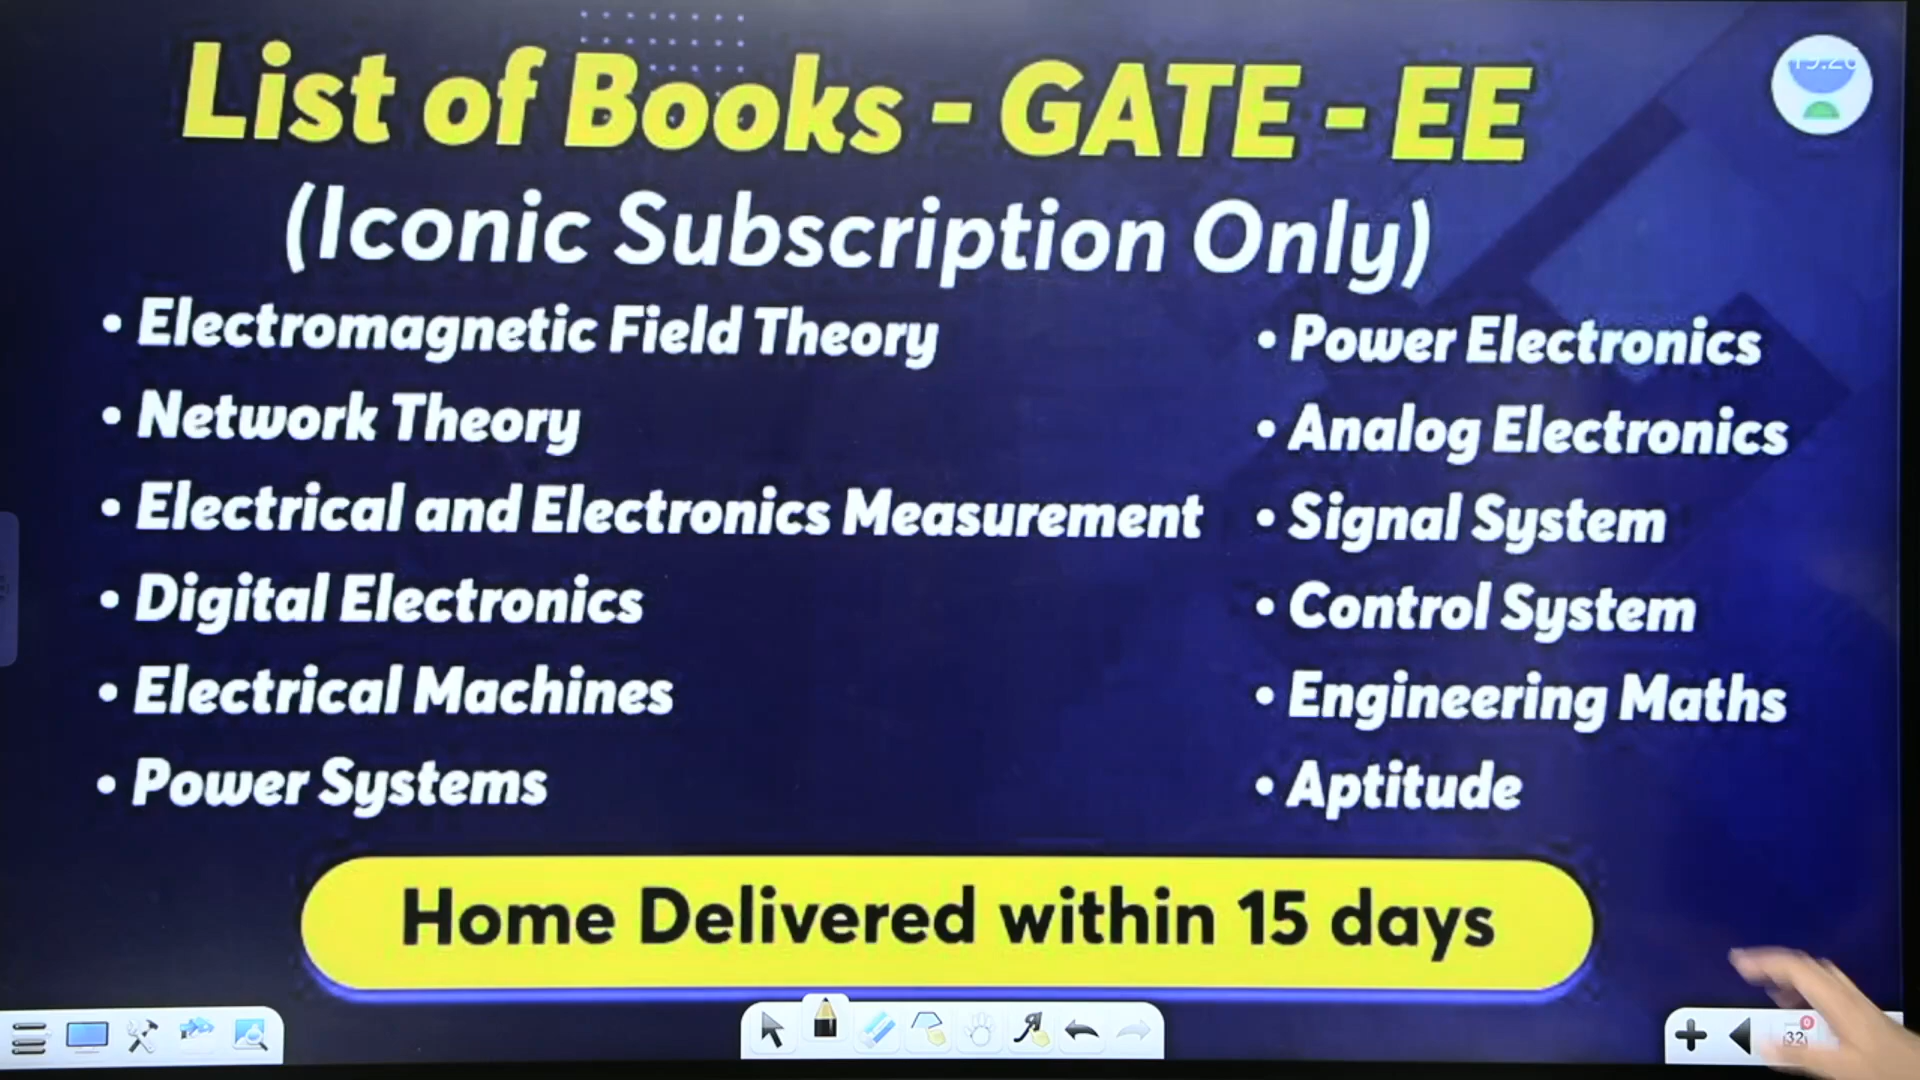 List of Books - GATE - EE
(Iconic Subscription Only)
• Electromagnetic Field Theory
• Network Theory
• Electrical and Electronics Measurement
• Digital Electronics
• Electrical Machines
• Power Systems
• Power Electronics
• Analog Electronics
• Signal System
• Control System
• Engineering Maths
• Aptitude
Home Delivered within 15 days
32